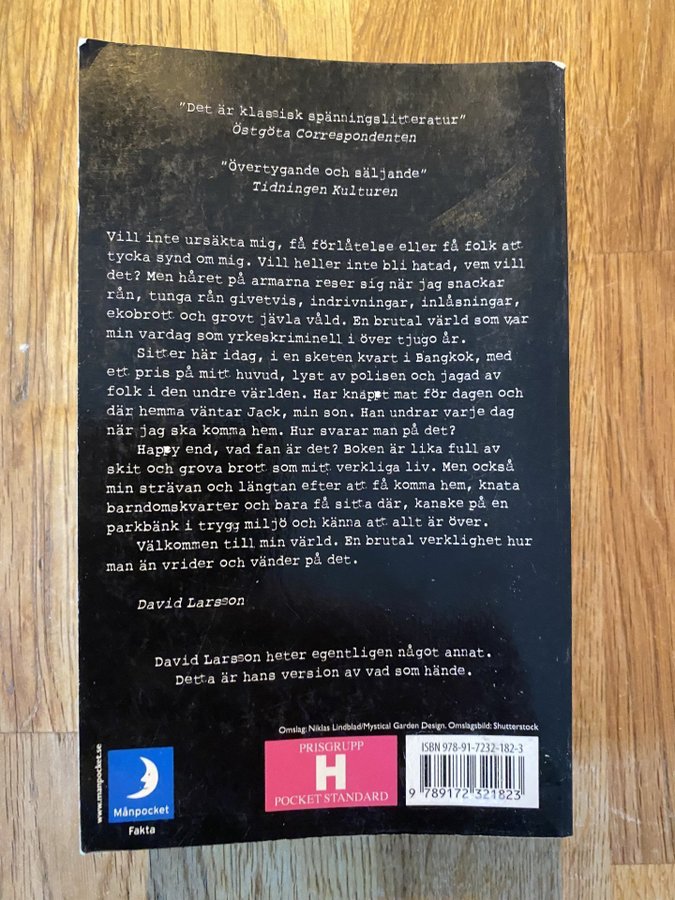 "Det är klassisk spänningslitteratur"
Östgöta Correspondenten
"Övertygande och säljande"
Tidningen Kulturen
Vill inte ursäkta mig, få förlåtelse eller få folk att
tycka synd om mig. Vill heller inte bli hatad, vem vill
det? Men håret på armarna reser sig när jag snackar
rån, tunga rån givetvis, indrivningar, inlåsningar,
ekobrott och grovt jävla våld. En brutal värld som var
min vardag som yrkeskriminell i över tjugo år.
Sitter här idag, i en sketen kvart i Bangkok, med
ett pris på mitt huvud, lyst av polisen och jagad av
folk i den undre världen. Har knappt mat för dagen och
där hemma väntar Jack, min son. Han undrar varje dag
när jag ska komma hem. Hur svarar man på det?
Happy end, vad fan är det? Boken är lika full av
skit och grova brott som mitt verkliga liv. Men också
min strävan och längtan efter att få komma hem, knata
barndomskvarter och bara få sitta där, kanske på en
parkbänk i trygg miljö och känna att allt är över.
Välkommen till min värld. En brutal verklighet hur
man än vrider och vänder på det.
David Larsson
David Larsson heter egentligen något annat.
Detta är hans version av vad som hände.
Omslag: Niklas Lindblad/Mystical Garden Design. Omslagsbild: Shutterstock
www.manpocket.se
Månpocket
Fakta
PRISGRUPP
H
POCKET STANDARD
ISBN 978-91-7232-182-3
9 789172 321823